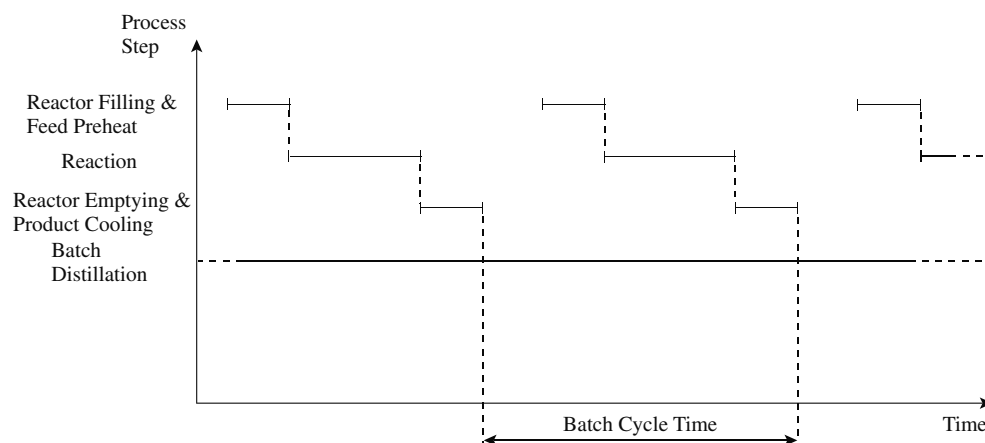 Process
Step
Reactor Filling &
Feed Preheat
Reaction
Reactor Emptying &
Product Cooling
Batch
Distillation
Batch Cycle Time
Time